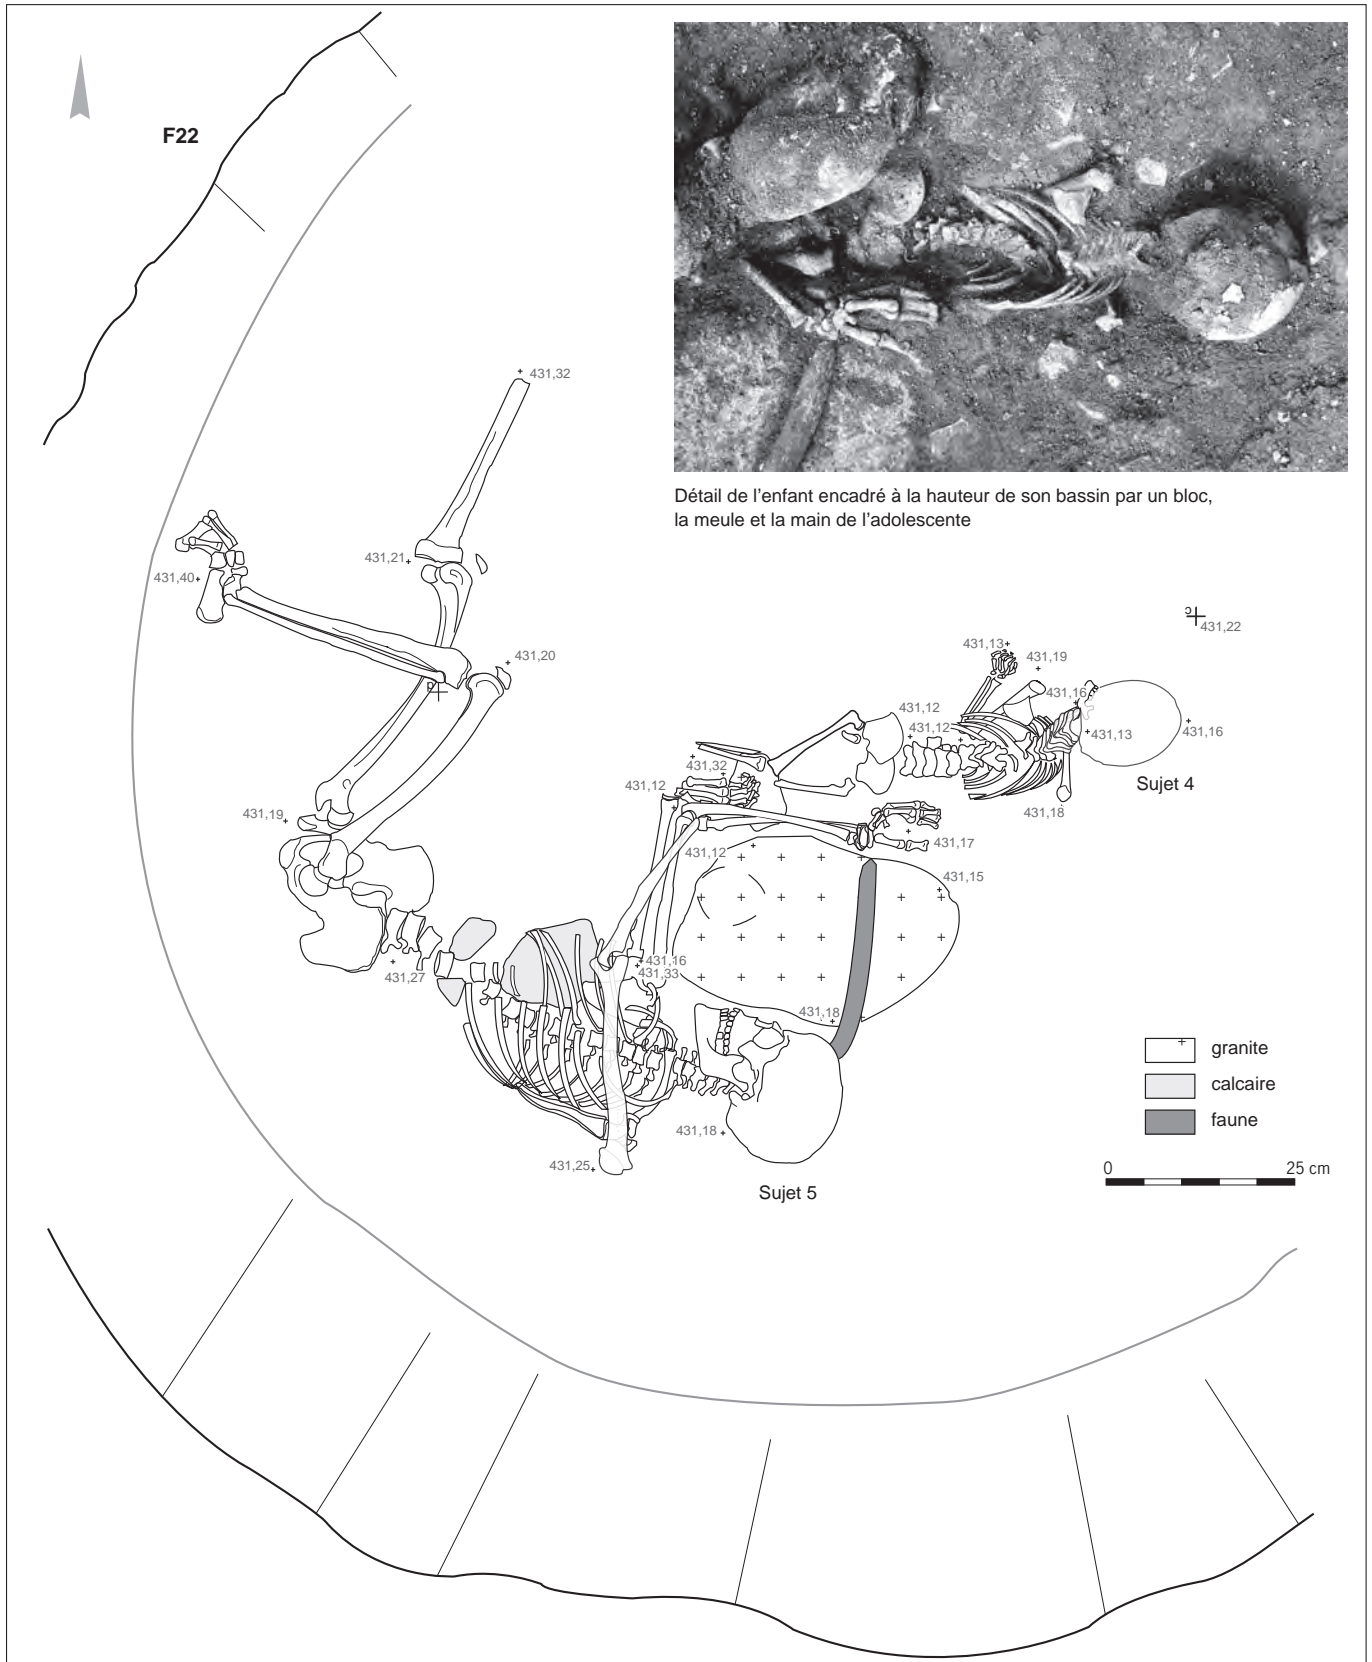 F22
Détail de l'enfant encadré à la hauteur de son bassin par un bloc,
la meule et la main de l'adolescente
431,32
431,21
431,40
431,20
431,22
431,13
431,19
431,16
431,12
431,12
431,13
431,16
Sujet 4
431,32
431,12
431,18
431,19
431,17
431,12
431,15
431,16
431,33
431,27
431,18
431,18
431,25
Sujet 5
granite
calcaire
faune
0 25 cm